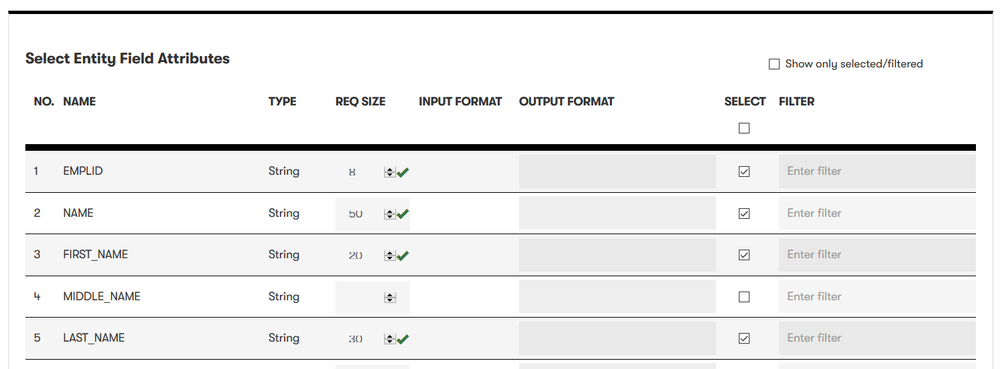 Select Entity Field Attributes
Show only selected/filtered
NO. NAME TYPE REQ SIZE INPUT FORMAT OUTPUT FORMAT SELECT FILTER
1 EMPLID String 8 Enter filter
2 NAME String 50 Enter filter
3 FIRST_NAME String 20 Enter filter
4 MIDDLE_NAME String Enter filter
5 LAST_NAME String 30 Enter filter